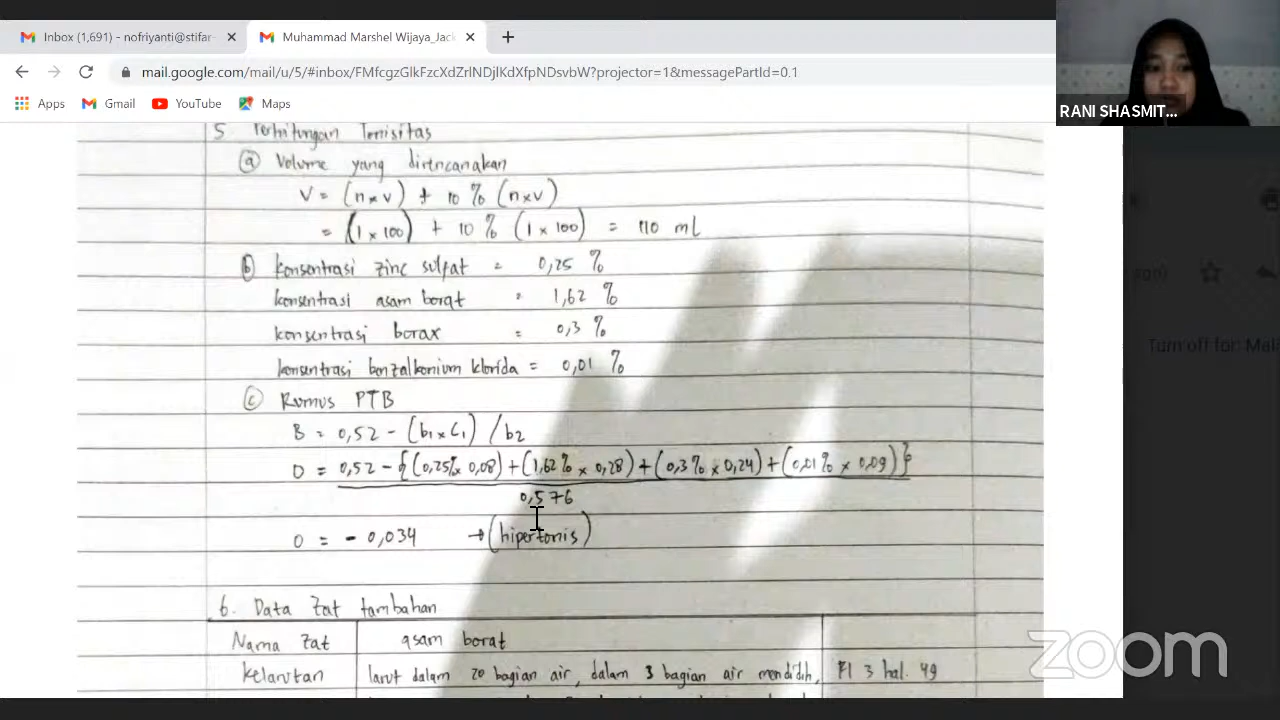 Inbox (1,691) - nofriyanti@stifar-
Muhammad Marshel Wijaya_Jack
mail.google.com/mail/u/5/#inbox/FMfcgzGlkFzcXdZrlNDjlKdXfpNDsvbW?projector=1&messagePartId=0.1
Apps Gmail YouTube Maps
RANI SHASMIT...
5. Perhitungan Tonisitas
a Volume yang direncanakan
V = (n×v) + 10 % (n×v)
= (1 × 100) + 10 % (1 × 100) = 110 ml
b konsentrasi zinc sulfat = 0,25 %
konsentrasi asam borat = 1,62 %
konsentrasi borax = 0,3 %
konsentrasi benzalkonium klorida = 0,01 %
c Rumus PTB
B = 0,52 - (b1×C1) / b2
0 = 0,52 - {(0,25% × 0,08) + (1,62% × 0,28) + (0,3% × 0,24) + (0,01% × 0,09)}
0,576
0 = - 0,034 → (hipertonis)
6. Data Zat tambahan
Nama Zat asam borat
kelarutan larut dalam 20 bagian air, dalam 3 bagian air mendidih, FI 3 hal. 49
Turn off for: Mal
zoom